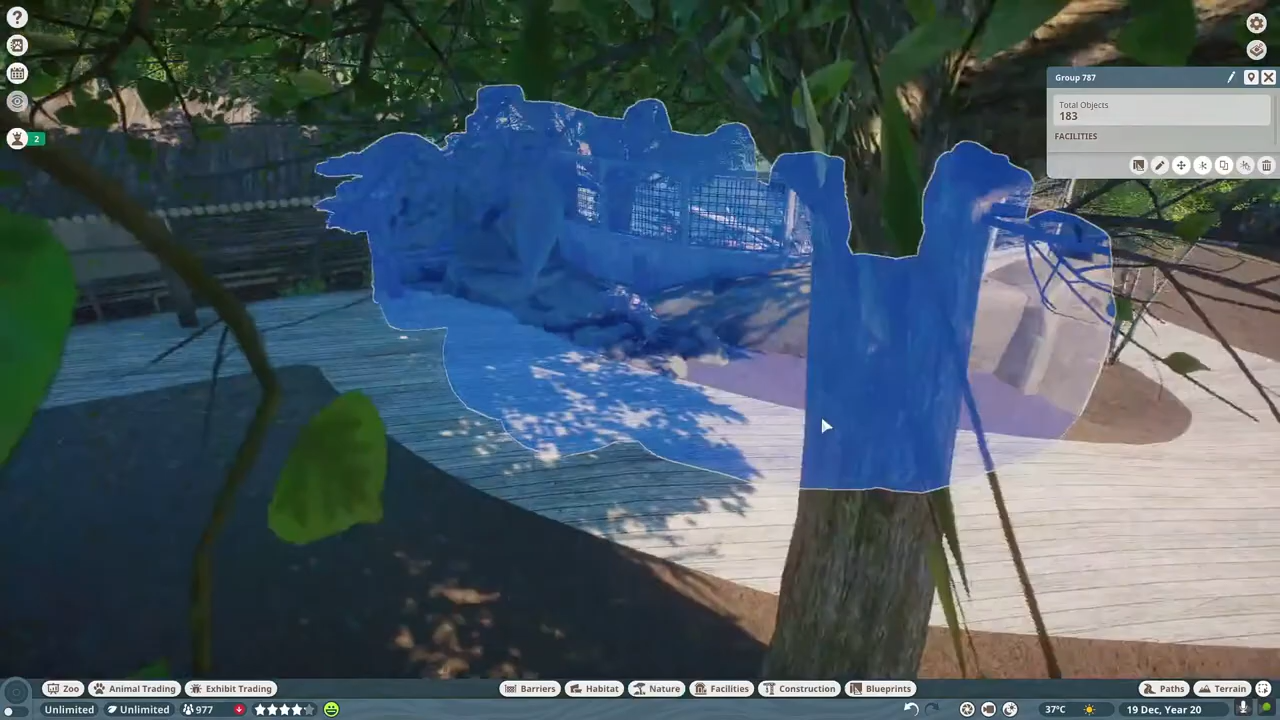 ?
2
Group 787
Total Objects
183
FACILITIES
Zoo
Animal Trading
Exhibit Trading
Barriers
Habitat
Nature
Facilities
Construction
Blueprints
Paths
Terrain
Unlimited
Unlimited
977
37°C
19 Dec, Year 20